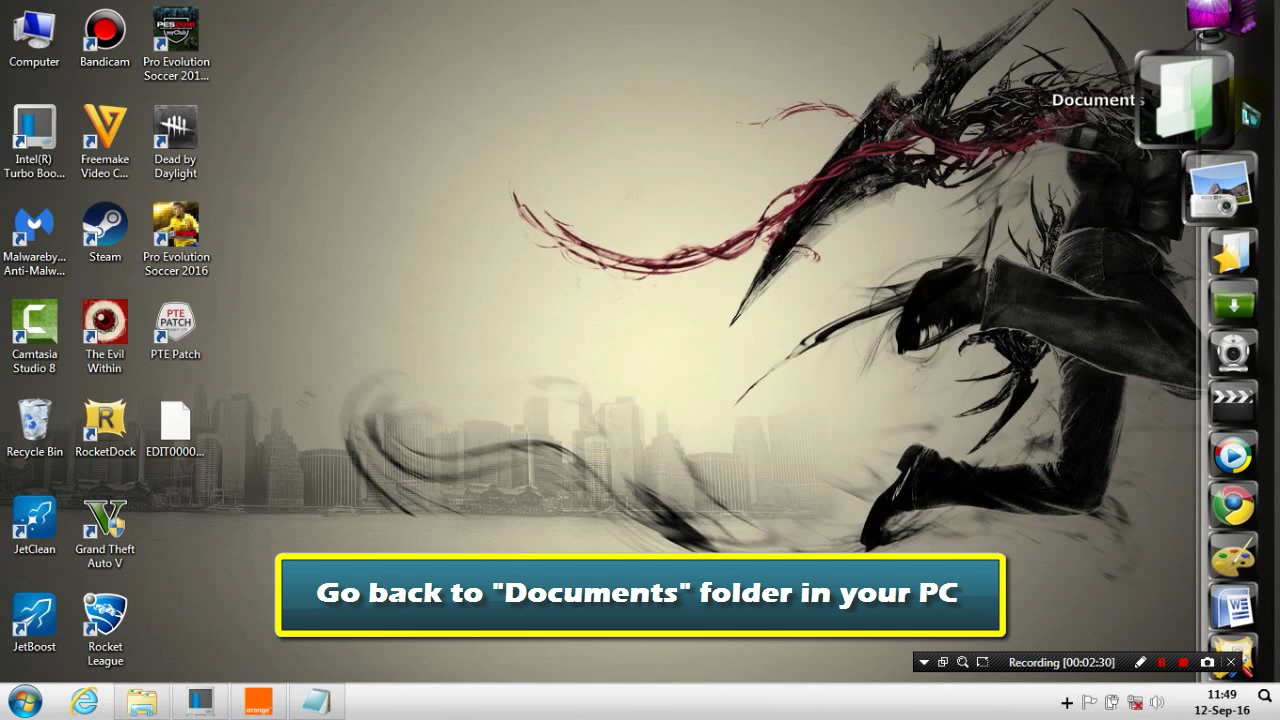 Computer
Bandicam
Pro Evolution
Soccer 201...
Intel(R)
Turbo Boo...
Freemake
Video C...
Dead by
Daylight
Malwareby...
Anti-Malw...
Steam
Pro Evolution
Soccer 2016
Camtasia
Studio 8
The Evil
Within
PTE
PATCH
PTE Patch
Recycle Bin
RocketDock
EDIT0000...
JetClean
Grand Theft
Auto V
JetBoost
Rocket
League
Documents
Go back to "Documents" folder in your PC
Recording [00:02:30]
orange
11:49
12-Sep-16